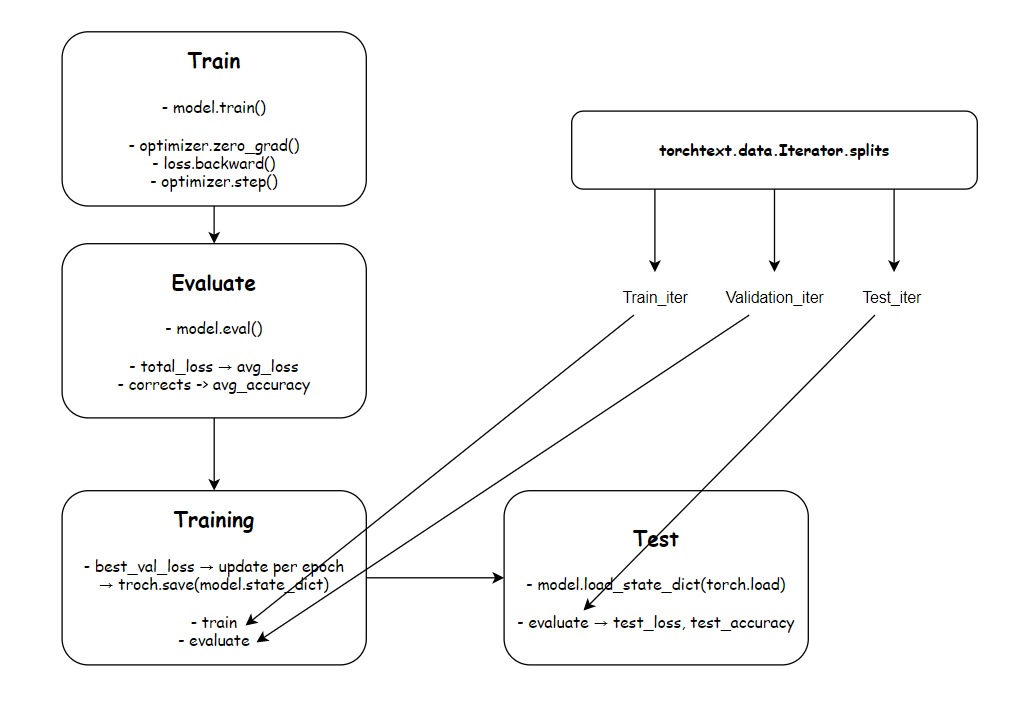 Train
- model.train()
- optimizer.zero_grad()
- loss.backward()
- optimizer.step()
torchtext.data.Iterator.splits
Evaluate
- model.eval()
- total_loss → avg_loss
- corrects -> avg_accuracy
Train_iter
Validation_iter
Test_iter
Training
- best_val_loss → update per epoch
→ troch.save(model.state_dict)
- train
- evaluate
Test
- model.load_state_dict(torch.load)
- evaluate → test_loss, test_accuracy